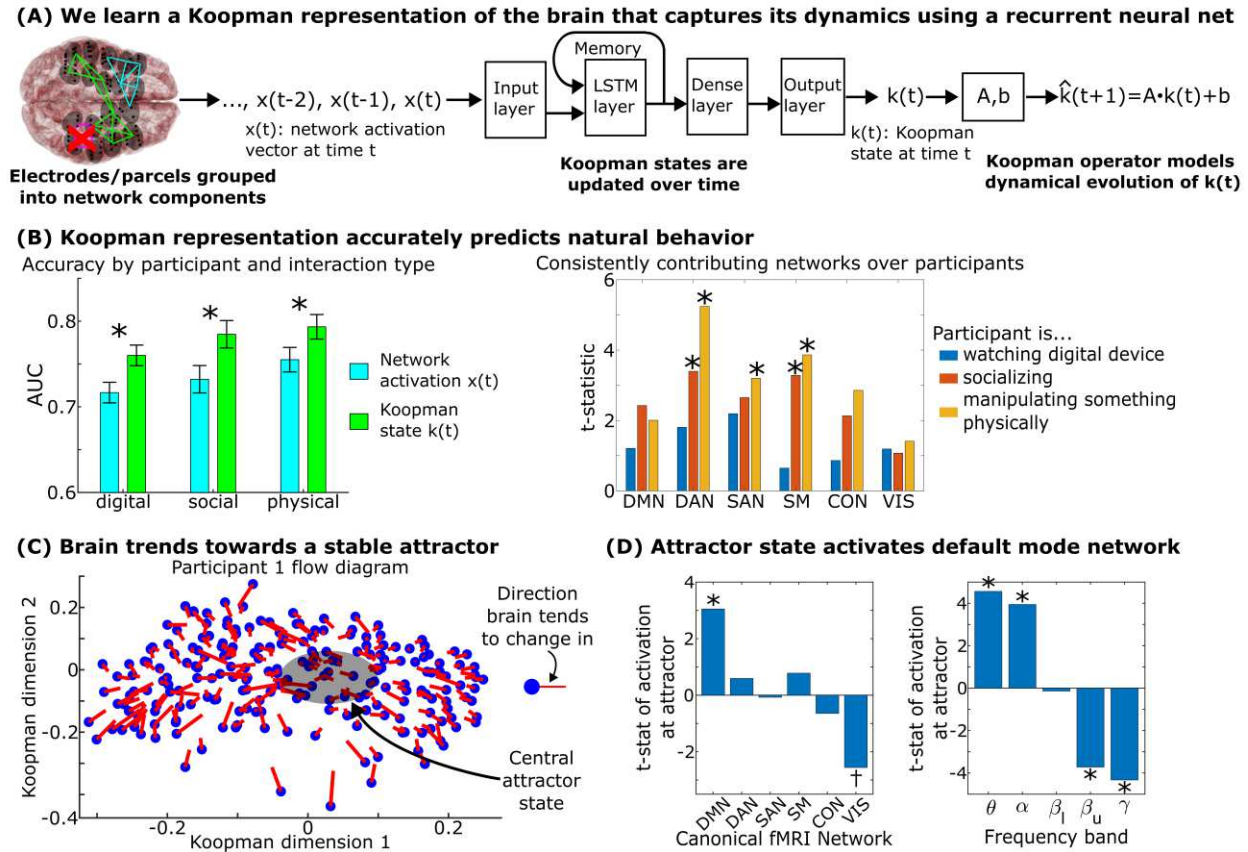 (A) We learn a Koopman representation of the brain that captures its dynamics using a recurrent neural net
Electrodes/parcels grouped
into network components
..., x(t-2), x(t-1), x(t)
x(t): network activation
vector at time t
Input
layer
Memory
LSTM
layer
Dense
layer
Output
layer
Koopman states are
updated over time
k(t)
k(t): Koopman
state at time t
A,b
k̂(t+1)=A•k(t)+b
Koopman operator models
dynamical evolution of k(t)
(B) Koopman representation accurately predicts natural behavior
Accuracy by participant and interaction type
AUC
0.8
0.7
0.6
* * *
digital social physical
Network
activation x(t)
Koopman
state k(t)
Consistently contributing networks over participants
t-statistic
6
4
2
0
* * * * *
DMN DAN SAN SM CON VIS
Participant is...
watching digital device
socializing
manipulating something
physically
(C) Brain trends towards a stable attractor
Participant 1 flow diagram
Koopman dimension 2
0.2
0
-0.2
-0.4
-0.2 0 0.2
Koopman dimension 1
Direction
brain tends
to change in
Central
attractor
state
(D) Attractor state activates default mode network
t-stat of activation
at attractor
4
2
0
-2
*
†
DMN DAN SAN SM CON VIS
Canonical fMRI Network
t-stat of activation
at attractor
4
2
0
-2
-4
* * * *
θ α βl βu γ
Frequency band